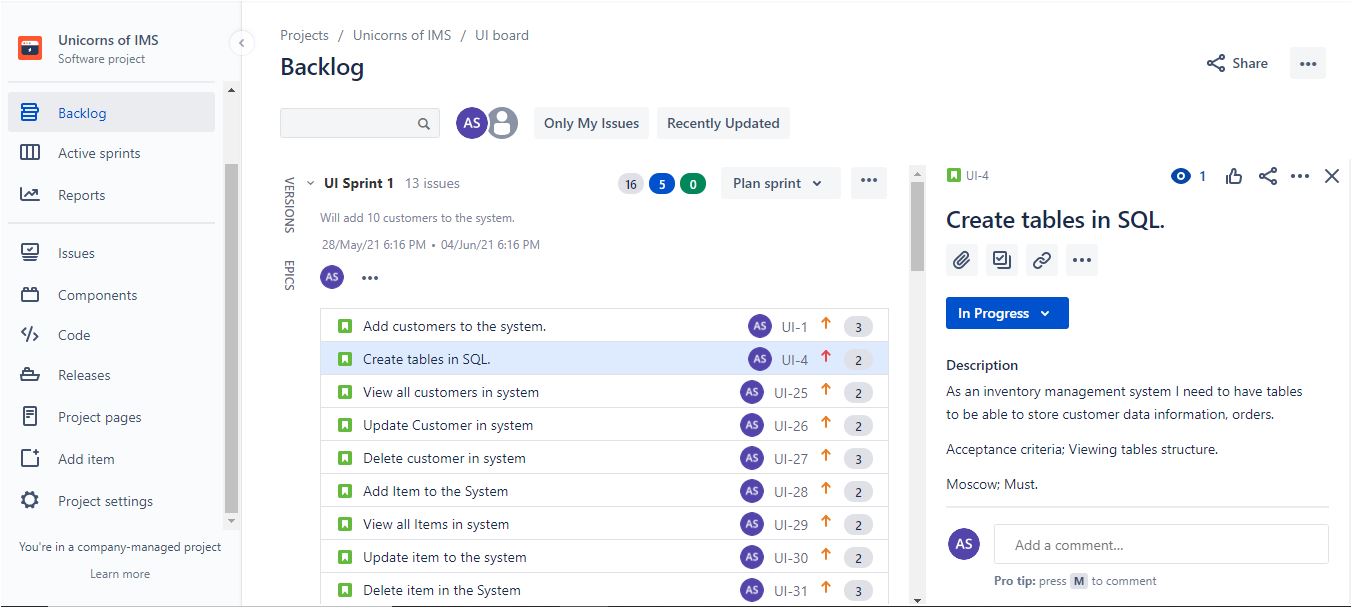 Unicorns of IMS
Software project
Backlog
Active sprints
Reports
Issues
Components
Code
Releases
Project pages
Add item
Project settings
You're in a company-managed project
Learn more
Projects / Unicorns of IMS / UI board
Backlog
Share
AS
Only My Issues
Recently Updated
VERSIONS
EPICS
UI Sprint 1 13 issues
16 5 0
Plan sprint
Will add 10 customers to the system.
28/May/21 6:16 PM • 04/Jun/21 6:16 PM
AS
Add customers to the system. AS UI-1 3
Create tables in SQL. AS UI-4 2
View all customers in system AS UI-25 2
Update Customer in system AS UI-26 2
Delete customer in system AS UI-27 3
Add Item to the System AS UI-28 2
View all Items in system AS UI-29 2
Update item to the system AS UI-30 2
Delete item in the System AS UI-31 3
UI-4
1
Create tables in SQL.
In Progress
Description
As an inventory management system I need to have tables
to be able to store customer data information, orders.
Acceptance criteria; Viewing tables structure.
Moscow; Must.
AS
Add a comment...
Pro tip: press M to comment